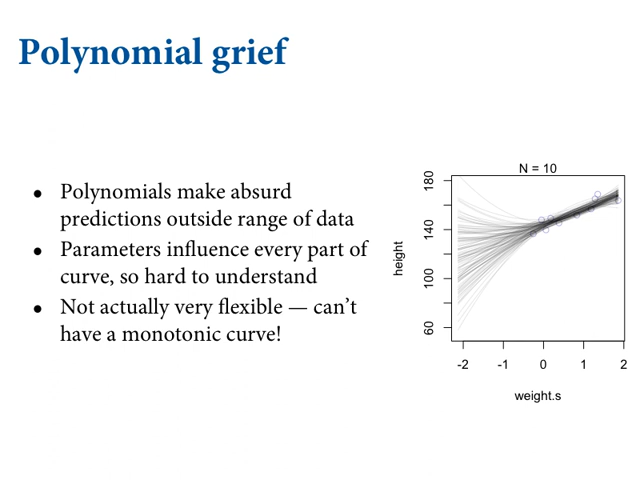 Polynomial grief
• Polynomials make absurd
predictions outside range of data
• Parameters influence every part of
curve, so hard to understand
• Not actually very flexible — can’t
have a monotonic curve!
N = 10
height
60
100
140
180
-2 -1 0 1 2
weight.s